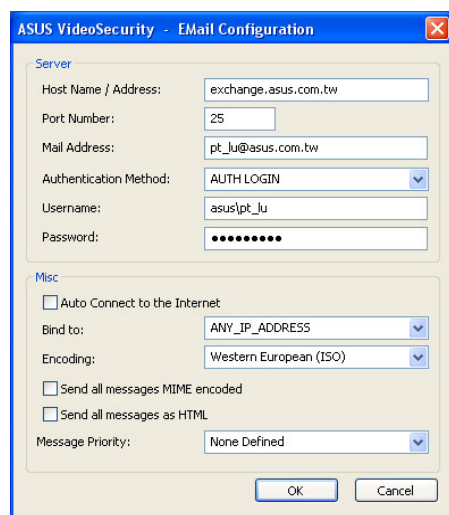 ASUS VideoSecurity - EMail Configuration
Server
Host Name / Address: exchange.asus.com.tw
Port Number: 25
Mail Address: pt_lu@asus.com.tw
Authentication Method: AUTH LOGIN
Username: asus\pt_lu
Password: ●●●●●●●●●
Misc
Auto Connect to the Internet
Bind to: ANY_IP_ADDRESS
Encoding: Western European (ISO)
Send all messages MIME encoded
Send all messages as HTML
Message Priority: None Defined
OK Cancel